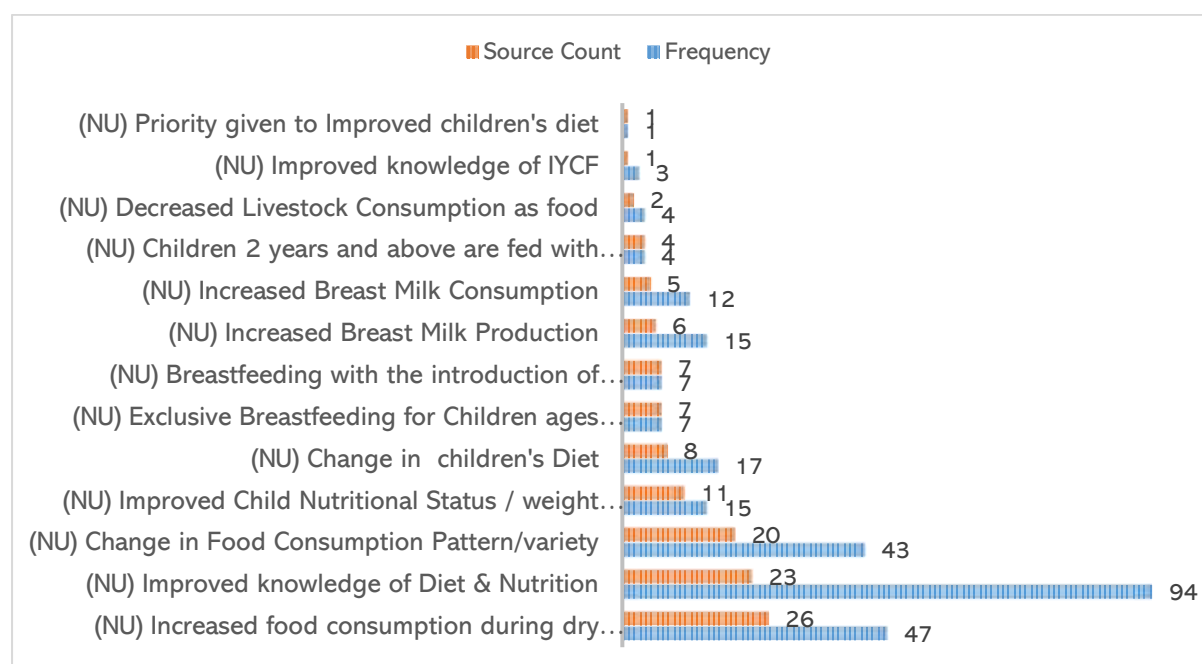 Source Count Frequency
(NU) Priority given to Improved children's diet 1 1
(NU) Improved knowledge of IYCF 1 3
(NU) Decreased Livestock Consumption as food 2 4
(NU) Children 2 years and above are fed with... 4 4
(NU) Increased Breast Milk Consumption 5 12
(NU) Increased Breast Milk Production 6 15
(NU) Breastfeeding with the introduction of... 7 7
(NU) Exclusive Breastfeeding for Children ages... 7 7
(NU) Change in children's Diet 8 17
(NU) Improved Child Nutritional Status / weight... 11 15
(NU) Change in Food Consumption Pattern/variety 20 43
(NU) Improved knowledge of Diet & Nutrition 23 94
(NU) Increased food consumption during dry... 26 47